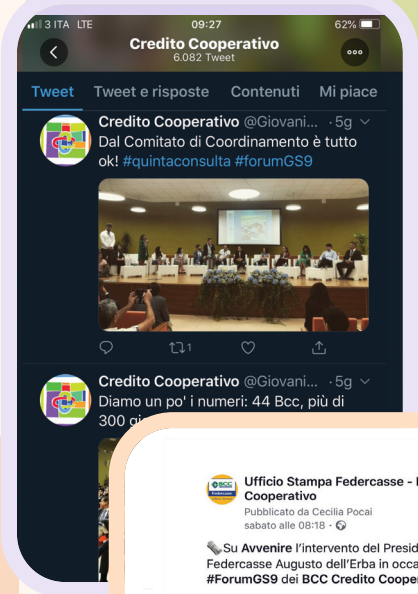 3 ITA LTE 09:27 62%
Credito Cooperativo
6.082 Tweet
Tweet Tweet e risposte Contenuti Mi piace
Credito Cooperativo @Giovani... · 5g
Dal Comitato di Coordinamento è tutto
ok! #quintaconsulta #forumGS9
1
Credito Cooperativo @Giovani... · 5g
Diamo un po' i numeri: 44 Bcc, più di
300
BCC
Ufficio Stampa Federcasse -
Cooperativo
Pubblicato da Cecilia Pocai
sabato alle 08:18 ·
Su Avvenire l'intervento del Presid
Federcasse Augusto dell'Erba in occa
#ForumGS9 dei BCC Credito Cooper